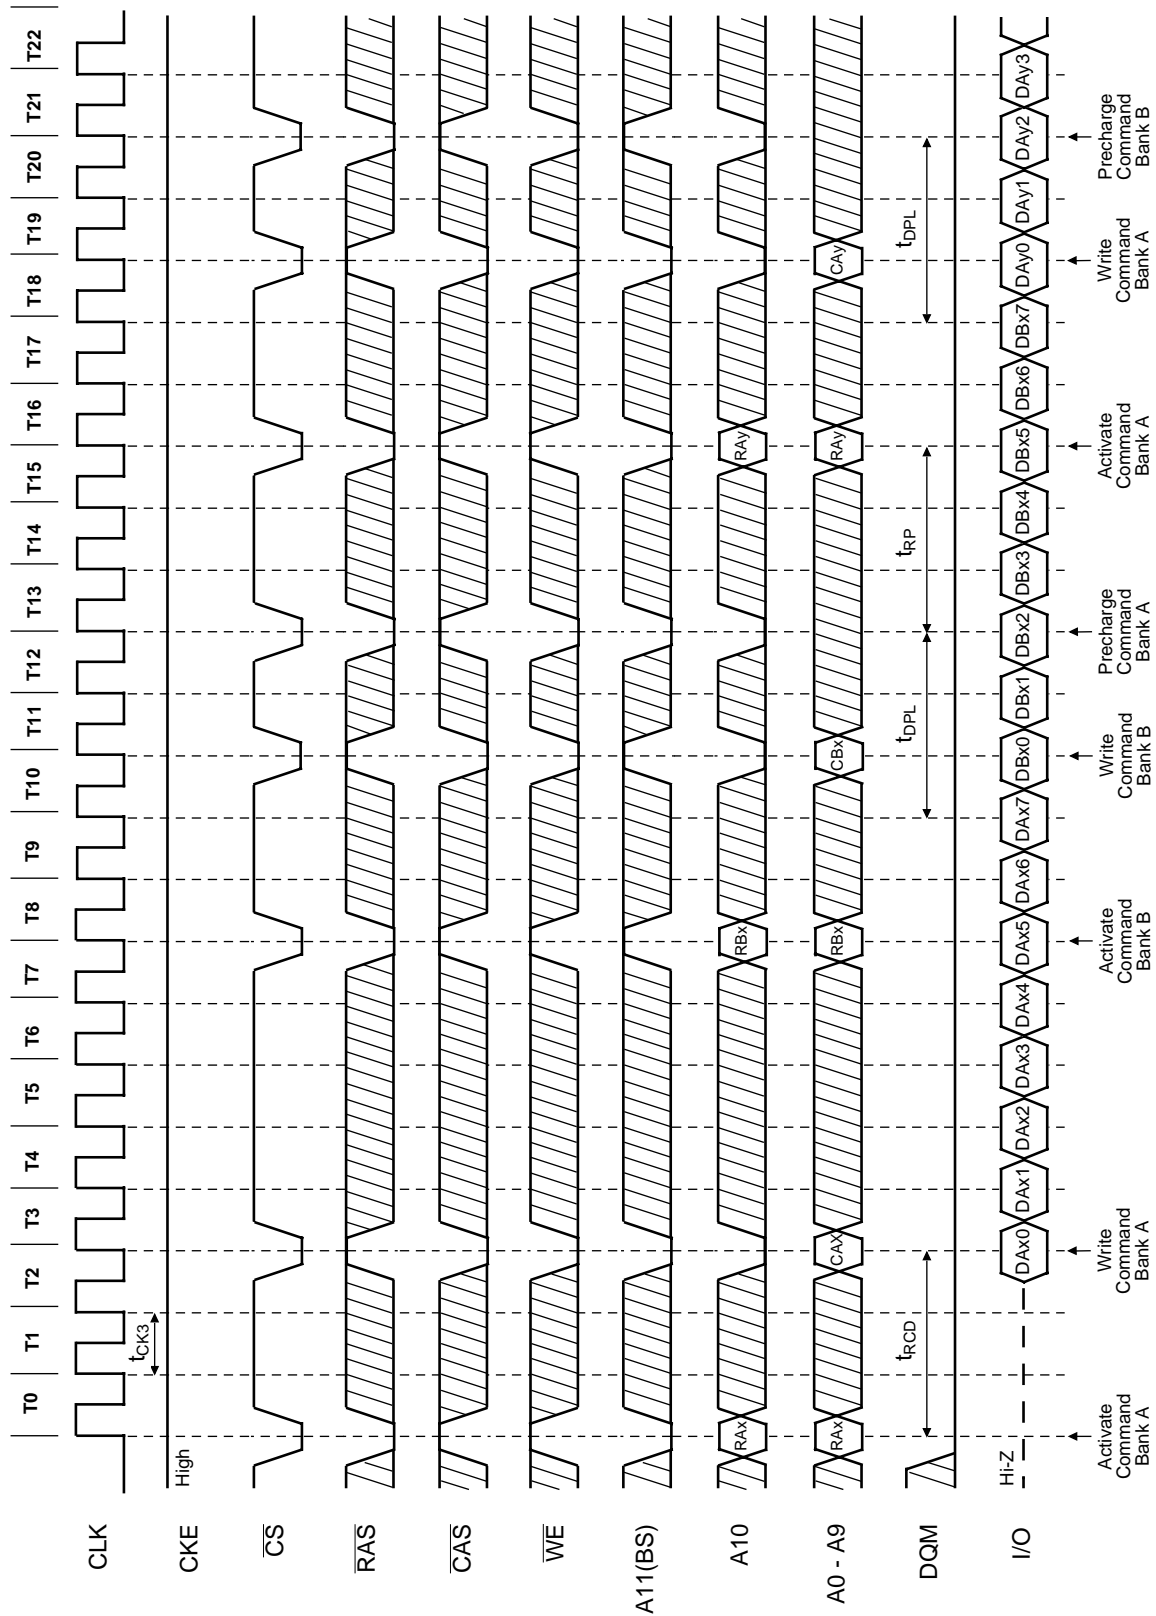 T0 T1 T2 T3 T4 T5 T6 T7 T8 T9 T10 T11 T12 T13 T14 T15 T16 T17 T18 T19 T20 T21 T22
CLK
tCK3
CKE
High
CS
RAS
CAS
WE
A11(BS)
A10
RAx RBx RAy
A0 - A9
RAx CAX RBx CBx RAy CAy
DQM
tRCD tDPL tRP tDPL
I/O
Hi-Z DAx0 DAx1 DAx2 DAx3 DAx4 DAx5 DAx6 DAx7 DBx0 DBx1 DBx2 DBx3 DBx4 DBx5 DBx6 DBx7 DAy0 DAy1 DAy2 DAy3
Activate
Command
Bank A
Write
Command
Bank A
Activate
Command
Bank B
Write
Command
Bank B
Precharge
Command
Bank A
Activate
Command
Bank A
Write
Command
Bank A
Precharge
Command
Bank B